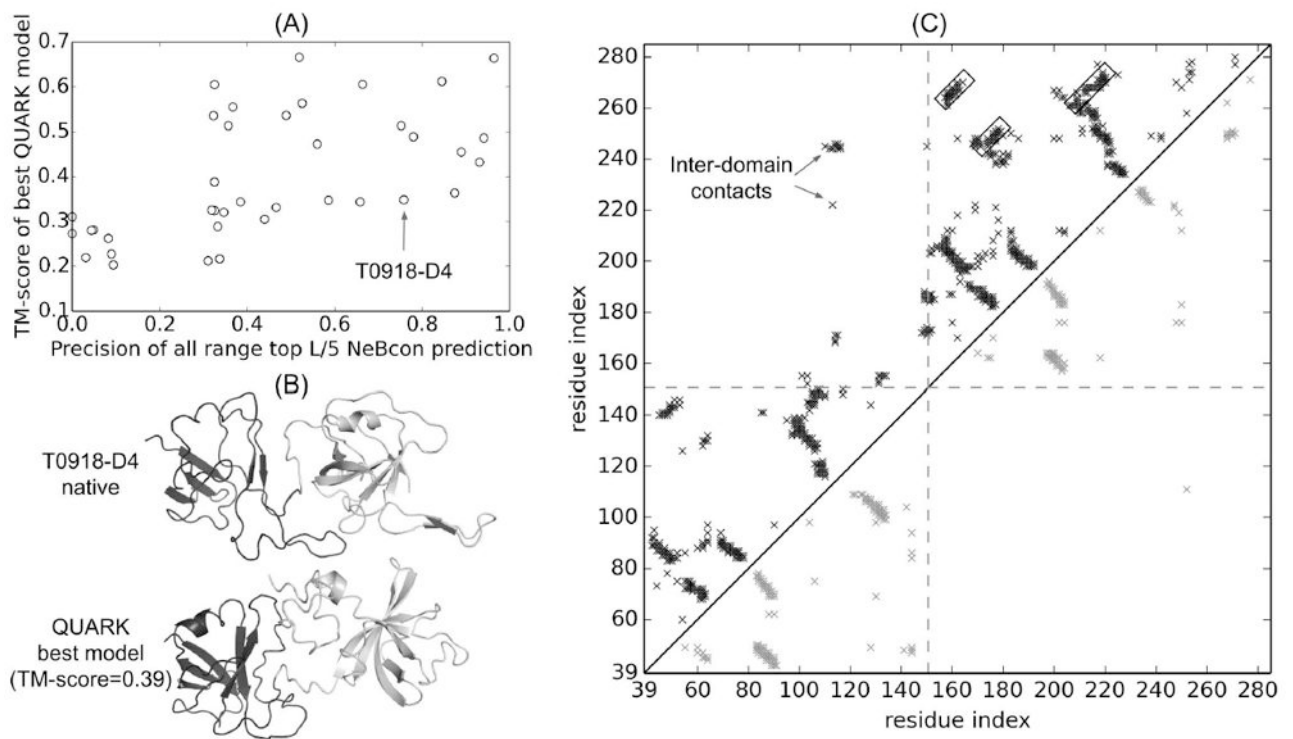 (A)
TM-score of best QUARK model
0.7
0.6
0.5
0.4
0.3
0.2
0.1
T0918-D4
0.0 0.2 0.4 0.6 0.8 1.0
Precision of all range top L/5 NeBcon prediction
(B)
T0918-D4
native
QUARK
best model
(TM-score=0.39)
(C)
residue index
280
260
240
220
200
180
160
140
120
100
80
60
39
Inter-domain
contacts
39 60 80 100 120 140 160 180 200 220 240 260 280
residue index